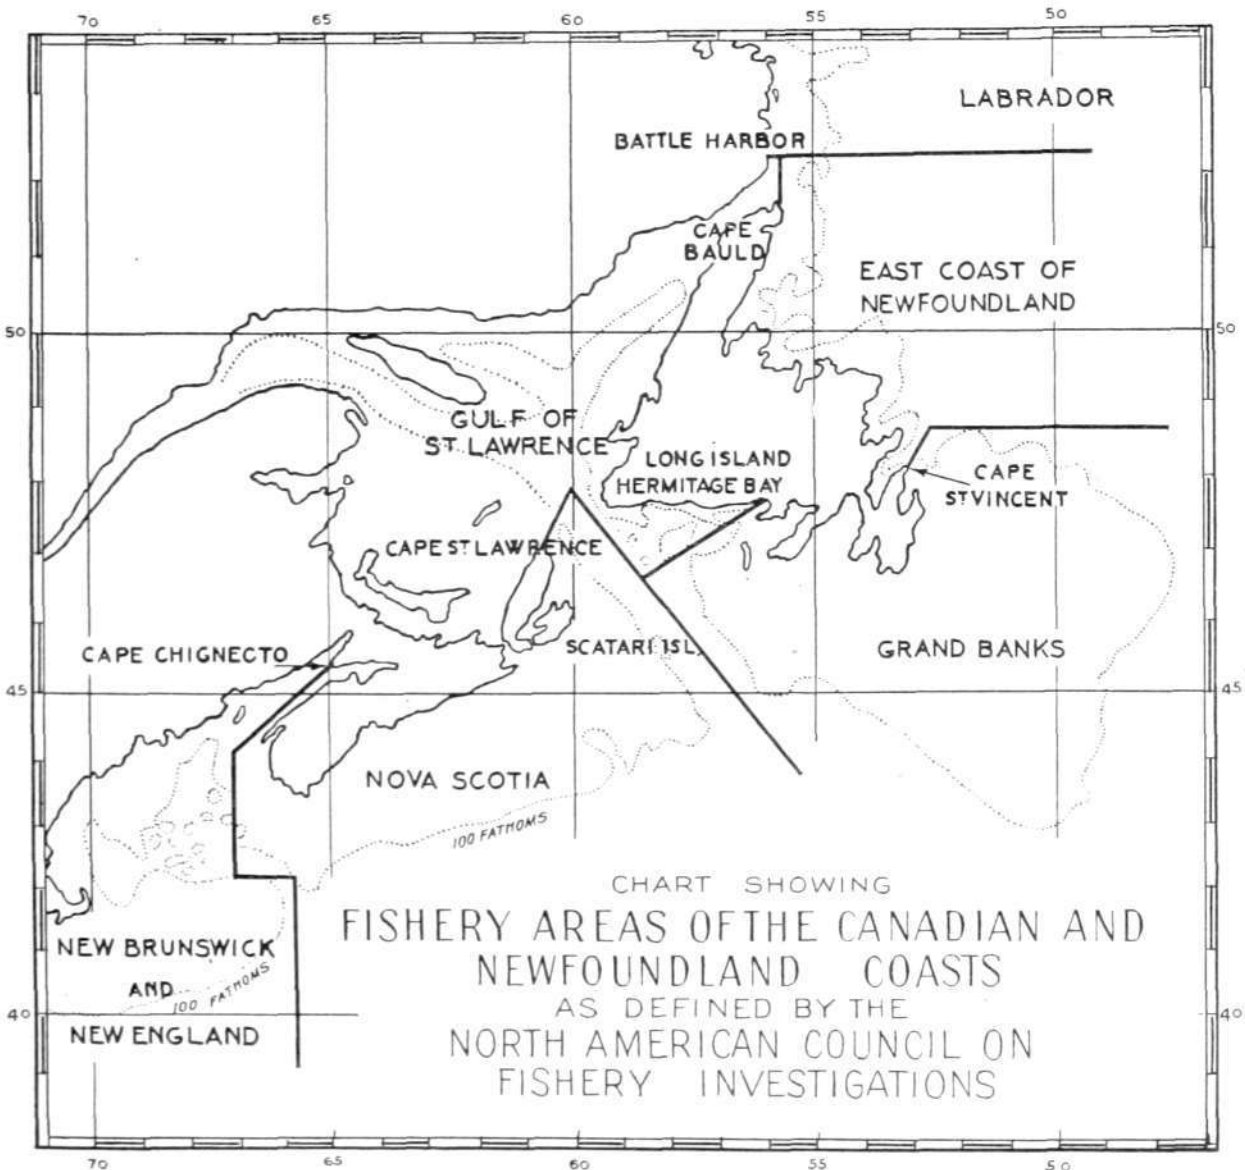 70 65 60 55 50
LABRADOR
BATTLE HARBOR
CAPE
BAULD
EAST COAST OF
NEWFOUNDLAND
50 50
GULF OF
ST. LAWRENCE
LONG ISLAND
HERMITAGE BAY
CAPE
ST VINCENT
CAPE ST LAWRENCE
CAPE CHIGNECTO
SCATARI ISL,
GRAND BANKS
45 45
NOVA SCOTIA
100 FATHOMS
CHART SHOWING
FISHERY AREAS OF THE CANADIAN AND
NEWFOUNDLAND COASTS
AS DEFINED BY THE
NORTH AMERICAN COUNCIL ON
FISHERY INVESTIGATIONS
NEW BRUNSWICK
AND
100 FATHOMS
NEW ENGLAND
40 40
70 65 60 55 50